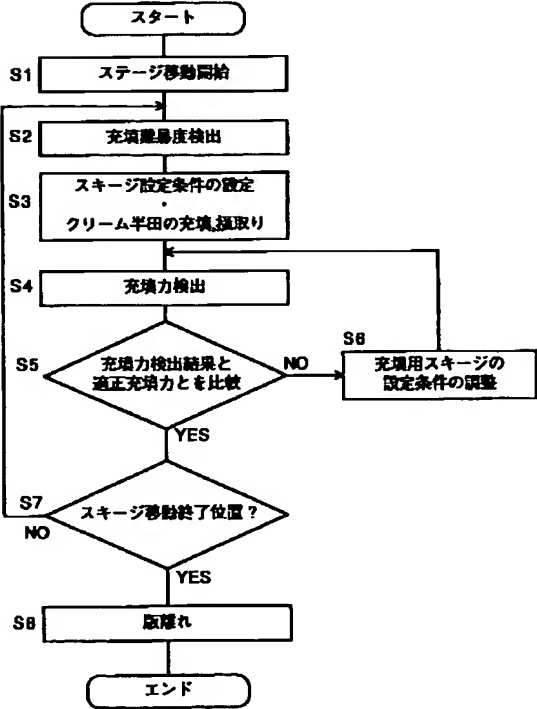 スタート
S1
ステージ移動開始
S2
充填難易度検出
S3
スキージ設定条件の設定
・
クリーム半田の充填,掻取り
S4
充填力検出
S5
充填力検出結果と
適正充填力とを比較
NO
S6
充填用スキージの
設定条件の調整
YES
S7
スキージ移動終了位置?
NO
YES
S8
版離れ
エンド